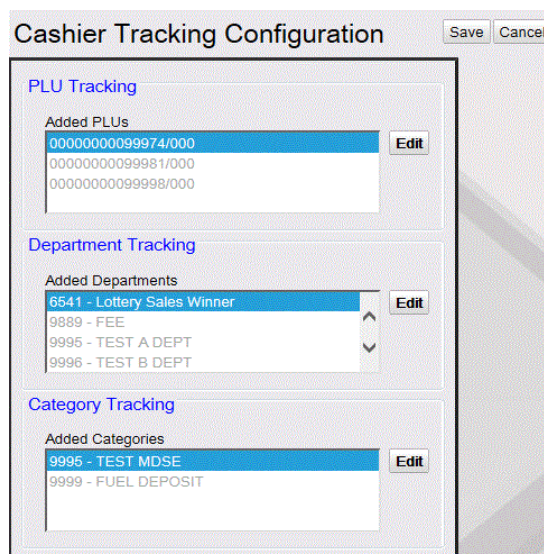 Cashier Tracking Configuration
Save
Cancel
PLU Tracking
Added PLUs
00000000099974/000
Edit
00000000099981/000
00000000099998/000
Department Tracking
Added Departments
6541 - Lottery Sales Winner
Edit
9889 - FEE
9995 - TEST A DEPT
9996 - TEST B DEPT
Category Tracking
Added Categories
9995 - TEST MDSE
Edit
9999 - FUEL DEPOSIT